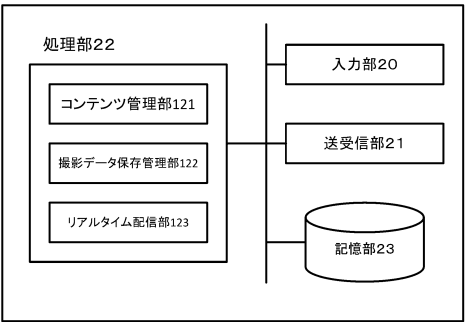 処理部22
コンテンツ管理部121
撮影データ保存管理部122
リアルタイム配信部123
入力部20
送受信部21
記憶部23